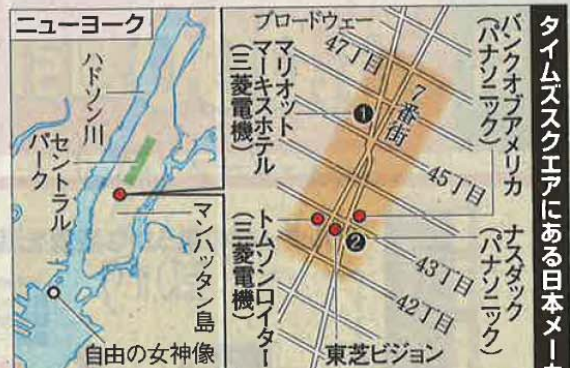 タイムズスクエアにある日本メーカ
ニューヨーク
ハドソン川
セントラル
パーク
マンハッタン島
自由の女神像
ブロードウェー
47丁目
7番街
45丁目
43丁目
42丁目
❶
❷
バンクオブアメリカ
(パナソニック)
マリオット
マーキスホテル
(三菱電機)
ナスダック
(パナソニック)
トムソンロイター
(三菱電機)
東芝ビジョン